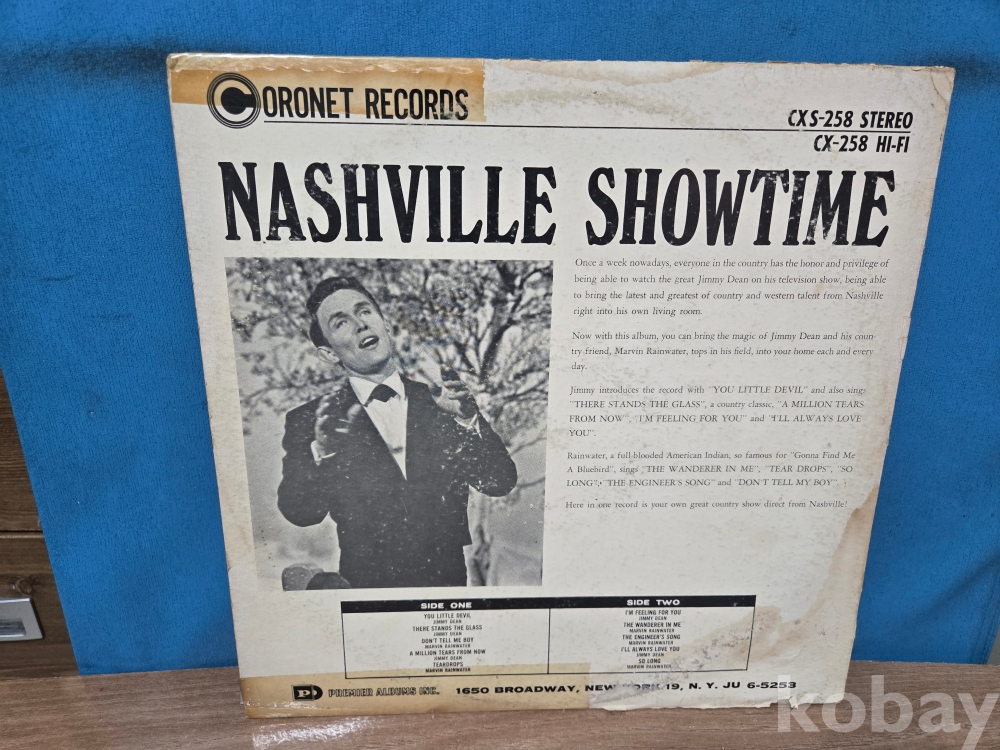 CORONET RECORDS
CXS-258 STEREO
CX-258 HI-FI
NASHVILLE SHOWTIME
Once a week nowadays, everyone in the country has the honor and privilege of
being able to watch the great Jimmy Dean on his television show, being able
to bring the latest and greatest of country and western talent from Nashville
right into his own living room.
Now with this album, you can bring the magic of Jimmy Dean and his coun-
try friend, Marvin Rainwater, tops in his field, into your home each and every
day.
Jimmy introduces the record with "YOU LITTLE DEVIL" and also sings
"THERE STANDS THE GLASS", a country classic, "A MILLION TEARS
FROM NOW", "I'M FEELING FOR YOU" and "I'LL ALWAYS LOVE
YOU".
Rainwater, a full-blooded American Indian, so famous for "Gonna Find Me
A Bluebird", sings "THE WANDERER IN ME", "TEAR DROPS", "SO
LONG", "THE ENGINEER'S SONG" and "DON'T TELL MY BOY".
Here in one record is your own great country show direct from Nashville!
SIDE ONE
YOU LITTLE DEVIL
JIMMY DEAN
THERE STANDS THE GLASS
JIMMY DEAN
DON'T TELL ME BOY
MARVIN RAINWATER
A MILLION TEARS FROM NOW
JIMMY DEAN
TEARDROPS
MARVIN RAINWATER
SIDE TWO
I'M FEELING FOR YOU
JIMMY DEAN
THE WANDERER IN ME
MARVIN RAINWATER
THE ENGINEER'S SONG
MARVIN RAINWATER
I'LL ALWAYS LOVE YOU
JIMMY DEAN
SO LONG
MARVIN RAINWATER
PREMIER ALBUMS INC. 1650 BROADWAY, NEW YORK 19, N. Y. JU 6-5253
kobay